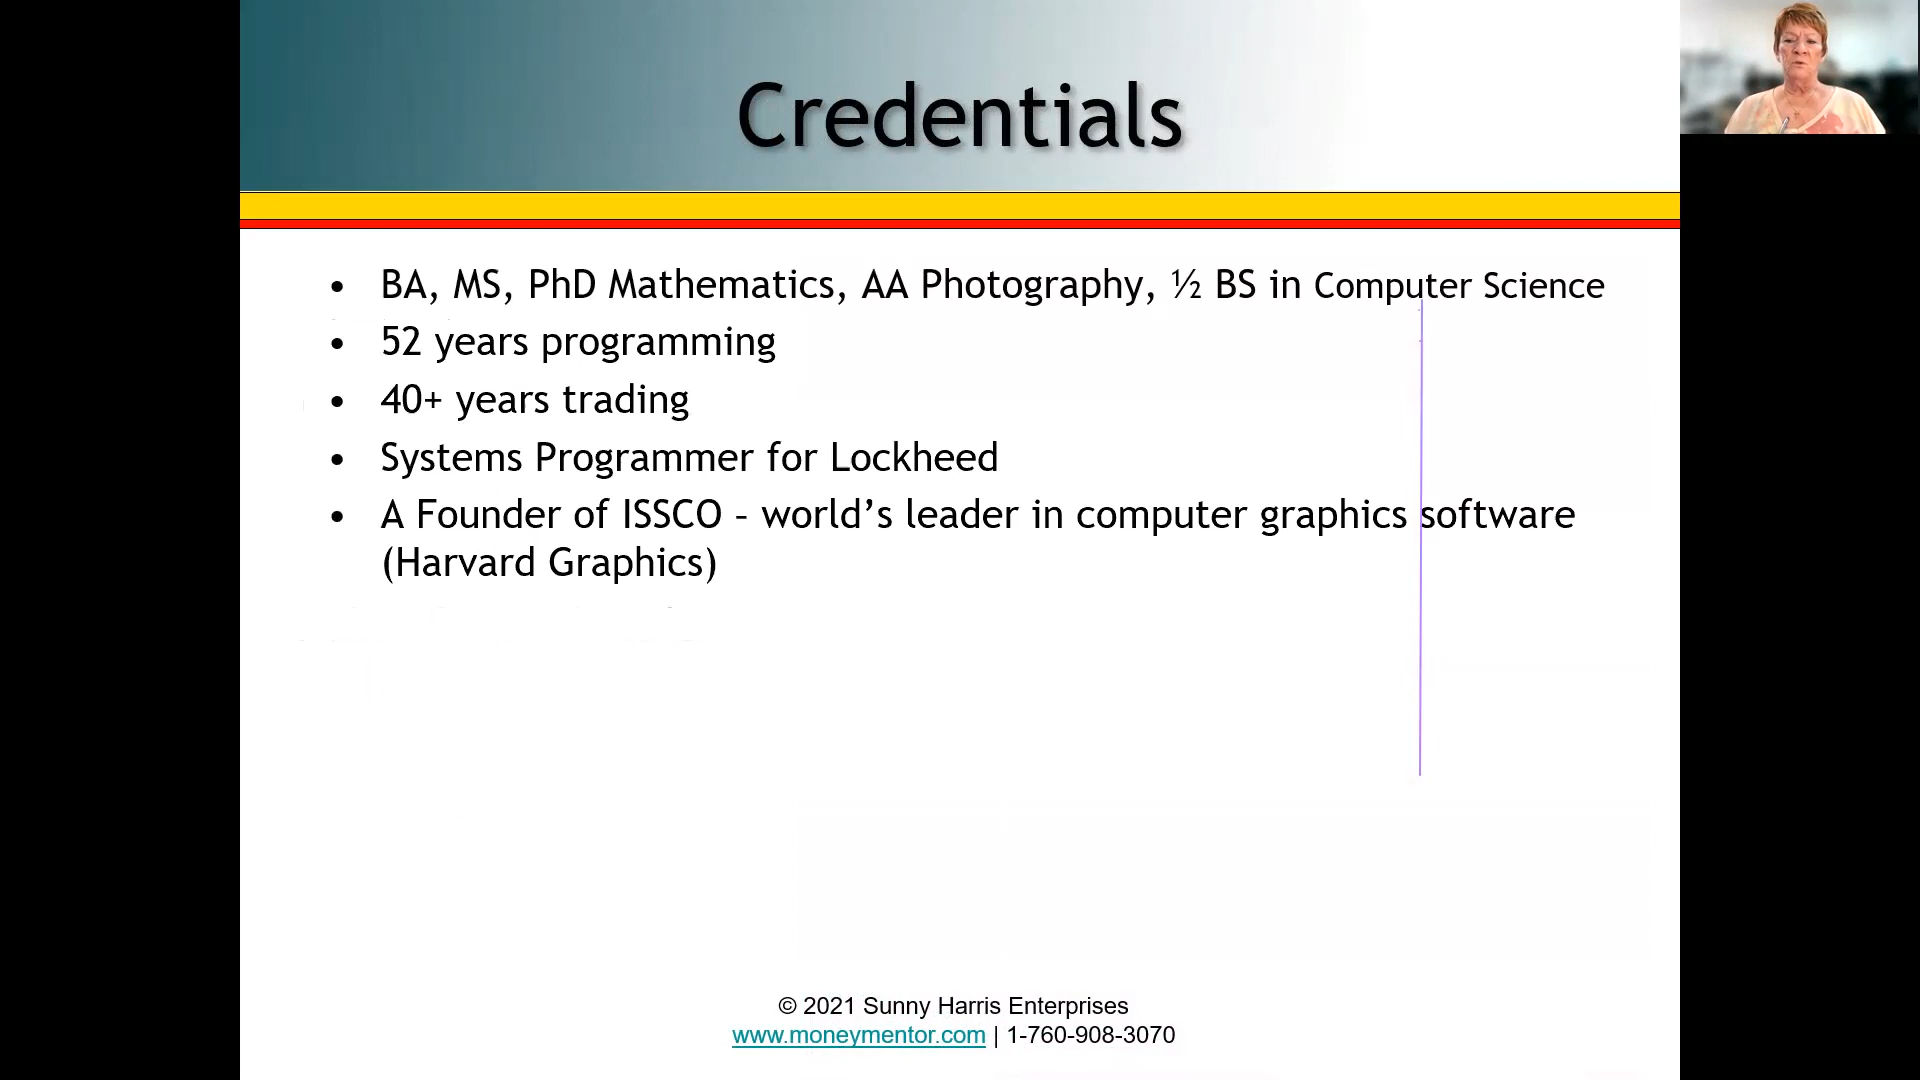 Credentials
• BA, MS, PhD Mathematics, AA Photography, ½ BS in Computer Science
• 52 years programming
• 40+ years trading
• Systems Programmer for Lockheed
• A Founder of ISSCO – world’s leader in computer graphics software
(Harvard Graphics)
© 2021 Sunny Harris Enterprises
www.moneymentor.com | 1-760-908-3070